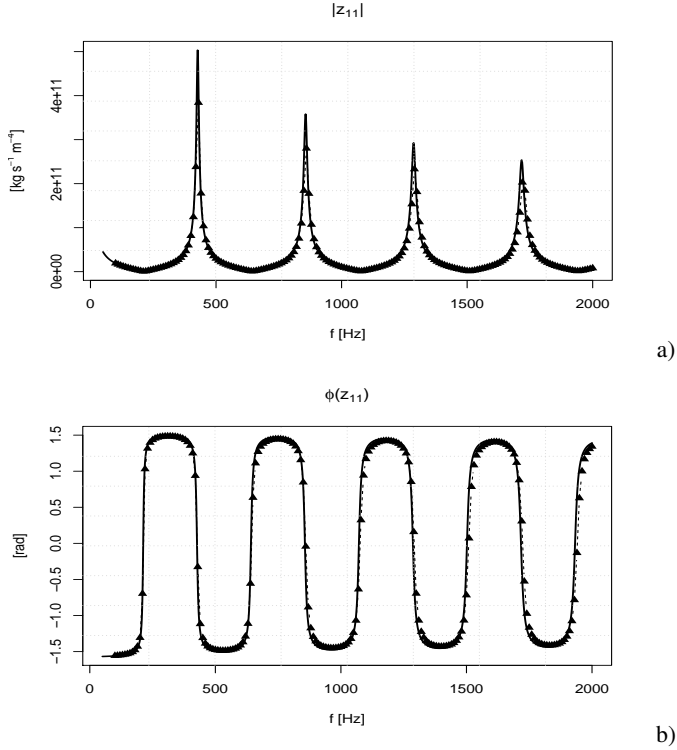 |z₁₁|
[kg s⁻¹ m⁻⁴]
4e+11
2e+11
0e+00
0 500 1000 1500 2000
f [Hz]
a)
ϕ(z₁₁)
[rad]
1.5
1.0
0.5
0.0
−0.5
−1.0
−1.5
0 500 1000 1500 2000
f [Hz]
b)